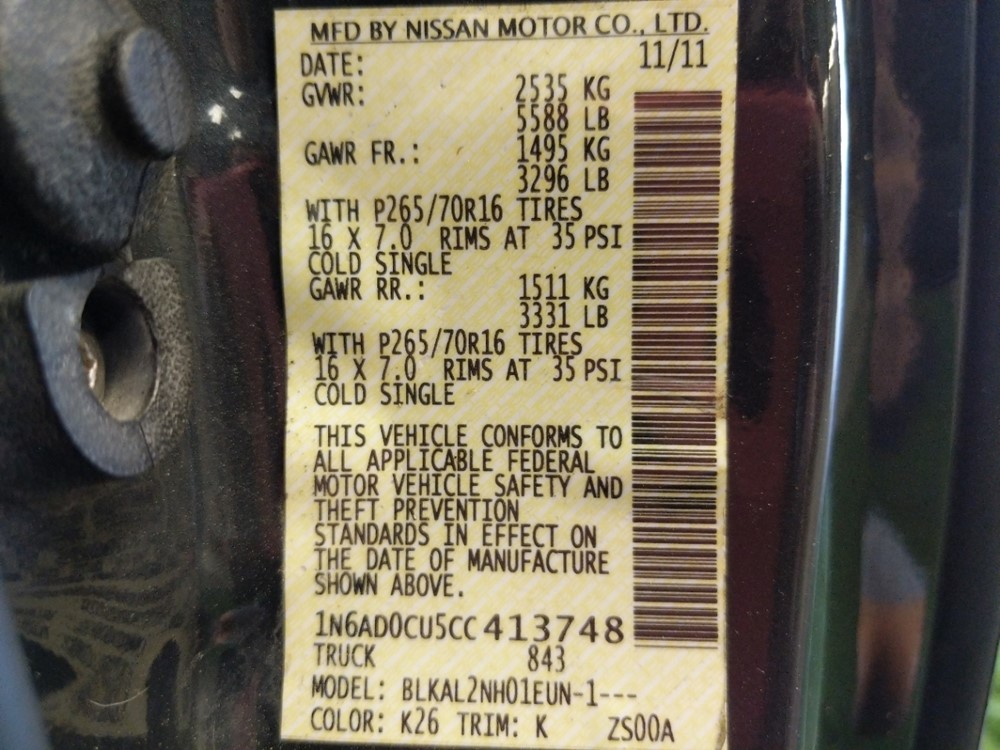 MFD BY NISSAN MOTOR CO., LTD.
DATE: 11/11
GVWR: 2535 KG
5588 LB
GAWR FR.: 1495 KG
3296 LB
WITH P265/70R16 TIRES
16 X 7.0 RIMS AT 35 PSI
COLD SINGLE
GAWR RR.: 1511 KG
3331 LB
WITH P265/70R16 TIRES
16 X 7.0 RIMS AT 35 PSI
COLD SINGLE
THIS VEHICLE CONFORMS TO
ALL APPLICABLE FEDERAL
MOTOR VEHICLE SAFETY AND
THEFT PREVENTION
STANDARDS IN EFFECT ON
THE DATE OF MANUFACTURE
SHOWN ABOVE.
1N6AD0CU5CC413748
TRUCK 843
MODEL: BLKAL2NH01EUN-1---
COLOR: K26 TRIM: K ZS00A